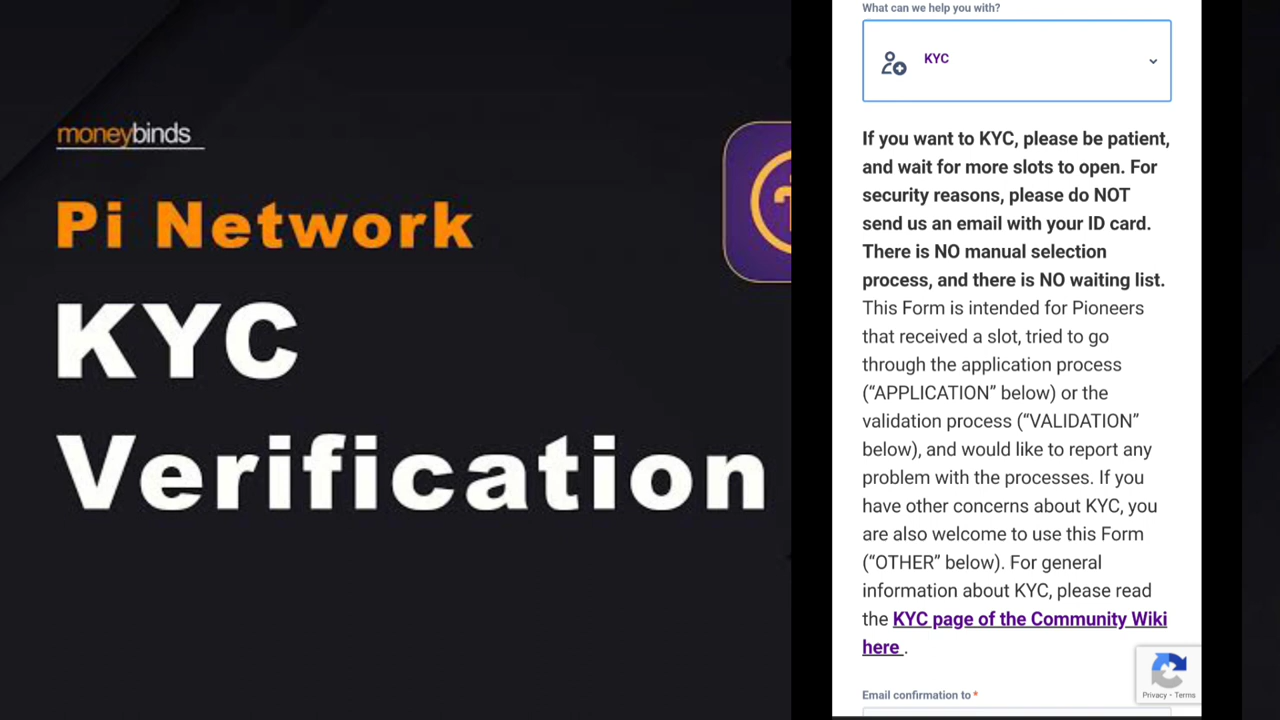 moneybinds
Pi Network
KYC
Verification
What can we help you with?
KYC
If you want to KYC, please be patient,
and wait for more slots to open. For
security reasons, please do NOT
send us an email with your ID card.
There is NO manual selection
process, and there is NO waiting list.
This Form is intended for Pioneers
that received a slot, tried to go
through the application process
(“APPLICATION” below) or the
validation process (“VALIDATION”
below), and would like to report any
problem with the processes. If you
have other concerns about KYC, you
are also welcome to use this Form
(“OTHER” below). For general
information about KYC, please read
the KYC page of the Community Wiki
here .
Privacy - Terms
Email confirmation to *